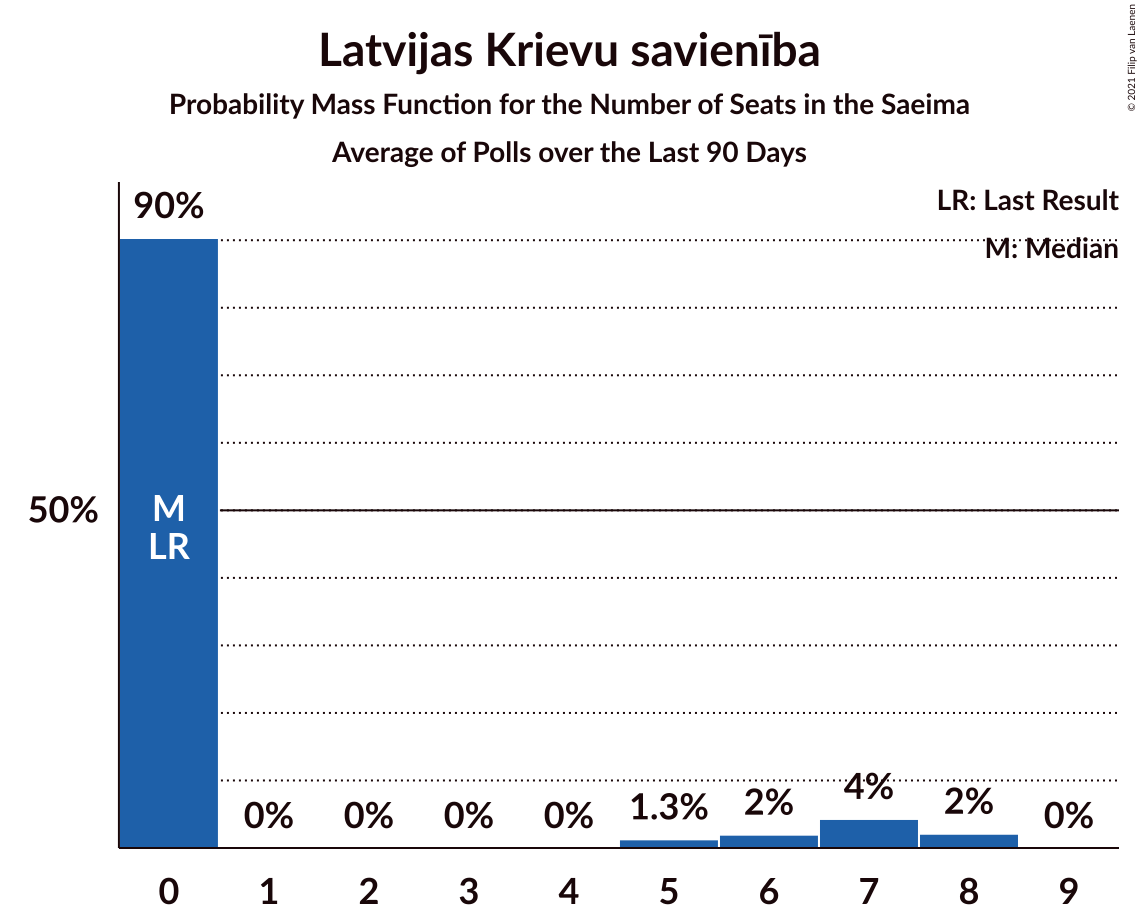 Latvijas Krievu savienība
Probability Mass Function for the Number of Seats in the Saeima
Average of Polls over the Last 90 Days
© 2021 Filip van Laenen
LR: Last Result
M: Median
90%
50%
M
LR
0% 0% 0% 0% 1.3% 2% 4% 2% 0%
0 1 2 3 4 5 6 7 8 9